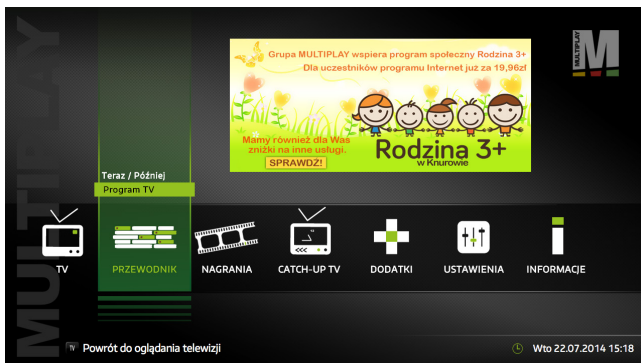 MULTIPLAY
MULTIPLAY
M
Grupa MULTIPLAY wspiera program społeczny Rodzina 3+
Dla uczestników programu Internet już za 19,96zł
Mamy również dla Was
zniżki na inne usługi.
SPRAWDŹ!
Rodzina 3+
w Knurowie
Teraz / Później
Program TV
TV
PRZEWODNIK
NAGRANIA
CATCH-UP TV
DODATKI
USTAWIENIA
INFORMACJE
TV Powrót do oglądania telewizji
Wto 22.07.2014 15:18